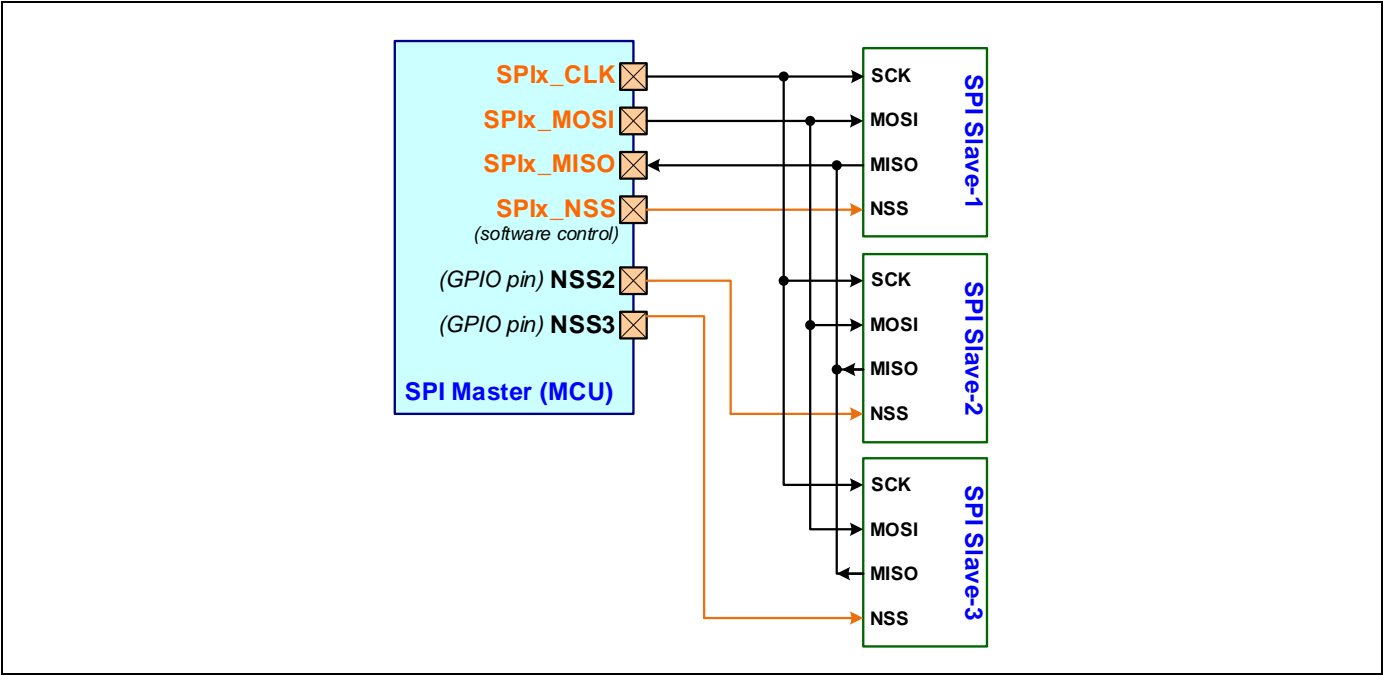 SPIx_CLK
SPIx_MOSI
SPIx_MISO
SPIx_NSS
(software control)
(GPIO pin) NSS2
(GPIO pin) NSS3
SPI Master (MCU)
SCK
MOSI
MISO
NSS
SPI Slave-1
SCK
MOSI
MISO
NSS
SPI Slave-2
SCK
MOSI
MISO
NSS
SPI Slave-3